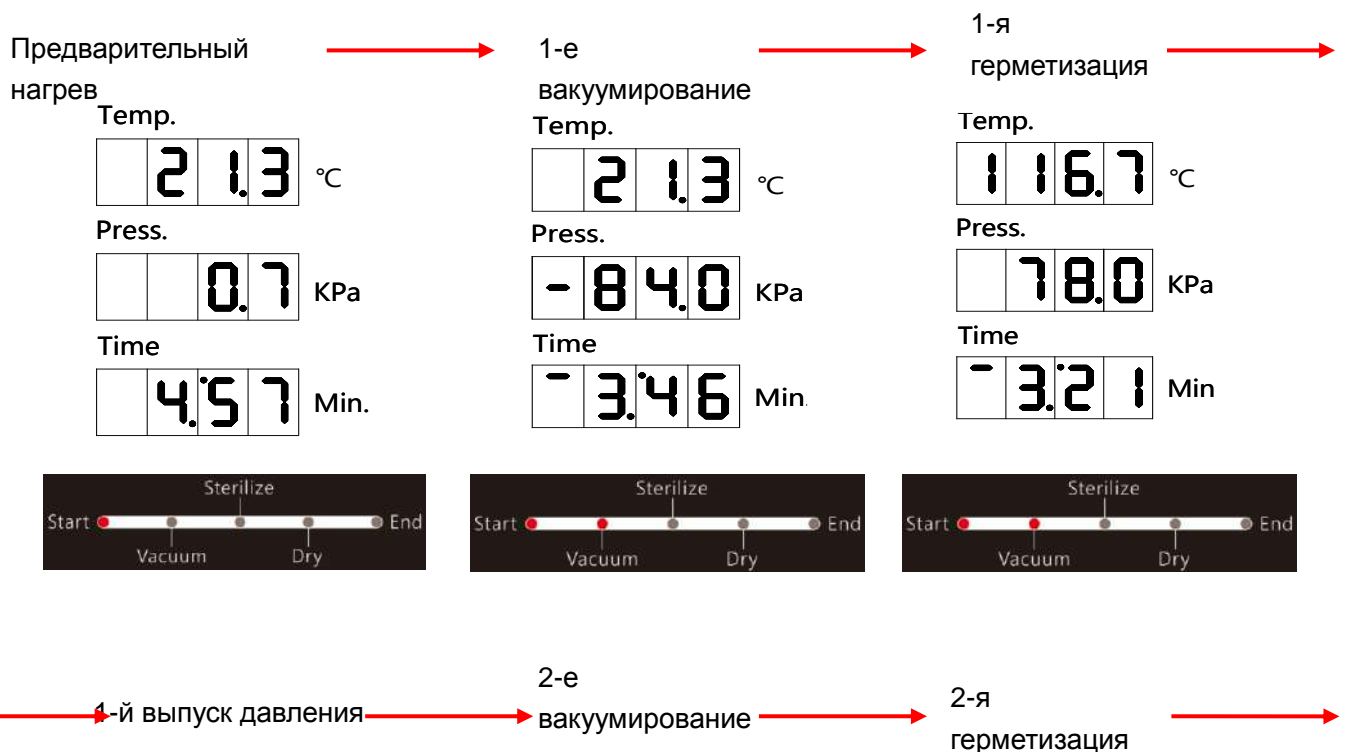 Предварительный
нагрев
Temp.
21.3 °C
Press.
0.7 KPa
Time
4:57 Min.
Start Sterilize End
Vacuum Dry
1-е
вакуумирование
Temp.
21.3 °C
Press.
-84.0 KPa
Time
-3:46 Min.
Start Sterilize End
Vacuum Dry
1-я
герметизация
Temp.
116.7 °C
Press.
78.0 KPa
Time
-3:21 Min
Start Sterilize End
Vacuum Dry
1-й выпуск давления
2-е
вакуумирование
2-я
герметизация